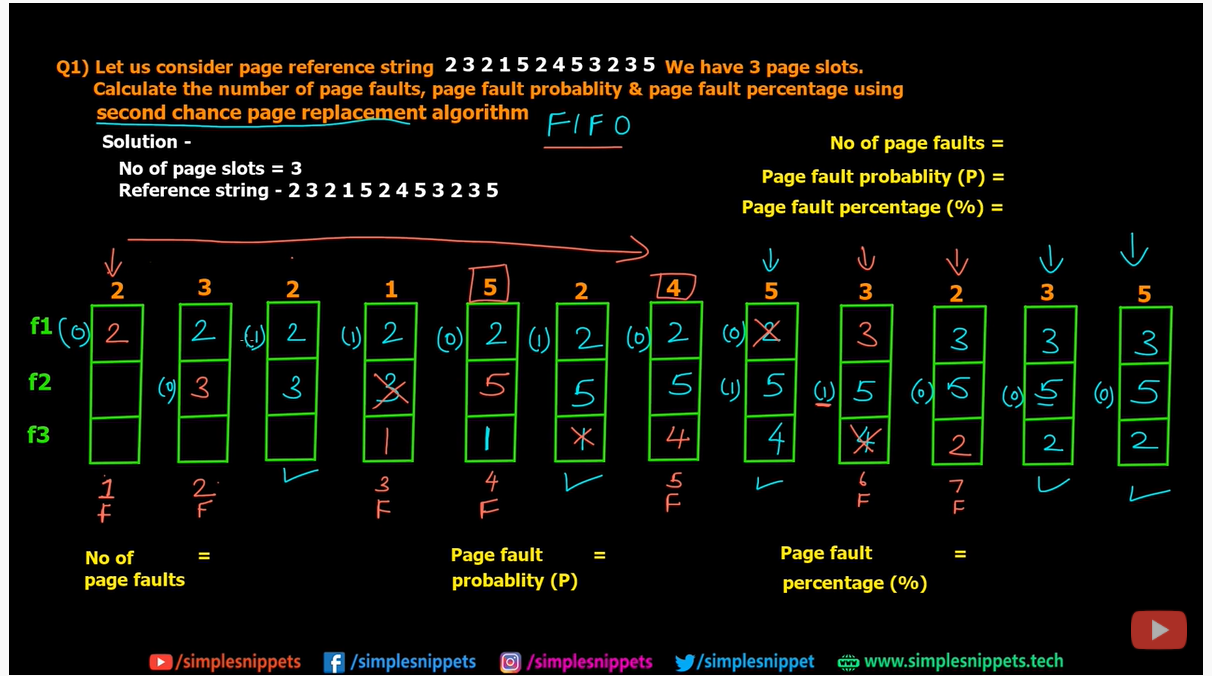 Q1) Let us consider page reference string 2 3 2 1 5 2 4 5 3 2 3 5 We have 3 page slots.
Calculate the number of page faults, page fault probablity & page fault percentage using
second chance page replacement algorithm
FIFO
Solution -
No of page slots = 3
Reference string - 2 3 2 1 5 2 4 5 3 2 3 5
No of page faults =
Page fault probablity (P) =
Page fault percentage (%) =
2 3 2 1 5 2 4 5 3 2 3 5
f1 (0) 2 2 (1) 2 (1) 2 (0) 2 (1) 2 (0) 2 (0) 2 3 3 3 3
f2 (0) 3 3 3 5 5 5 (1) 5 (1) 5 (0) 5 (0) 5 (0) 5
f3 1 1 1 4 4 4 2 2 2
1 2 3 4 5 6 7
F F F F F F F
No of = Page fault = Page fault =
page faults probablity (P) percentage (%)
/simplesnippets /simplesnippets /simplesnippets /simplesnippet www.simplesnippets.tech